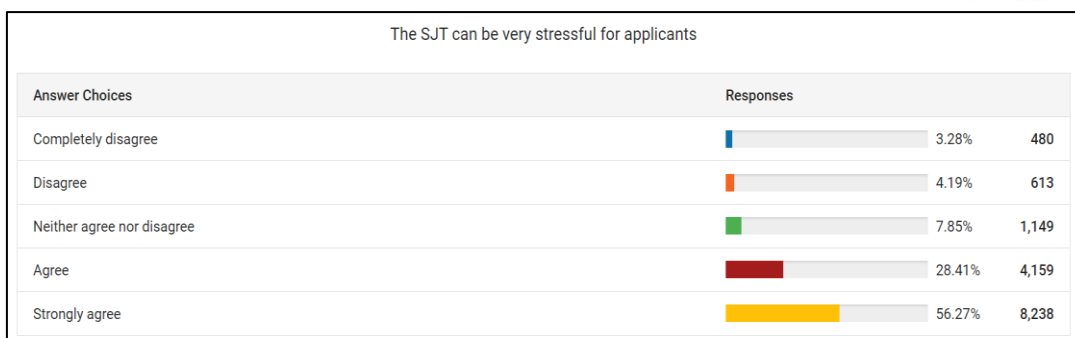 The SJT can be very stressful for applicants
Answer Choices Responses
Completely disagree 3.28% 480
Disagree 4.19% 613
Neither agree nor disagree 7.85% 1,149
Agree 28.41% 4,159
Strongly agree 56.27% 8,238